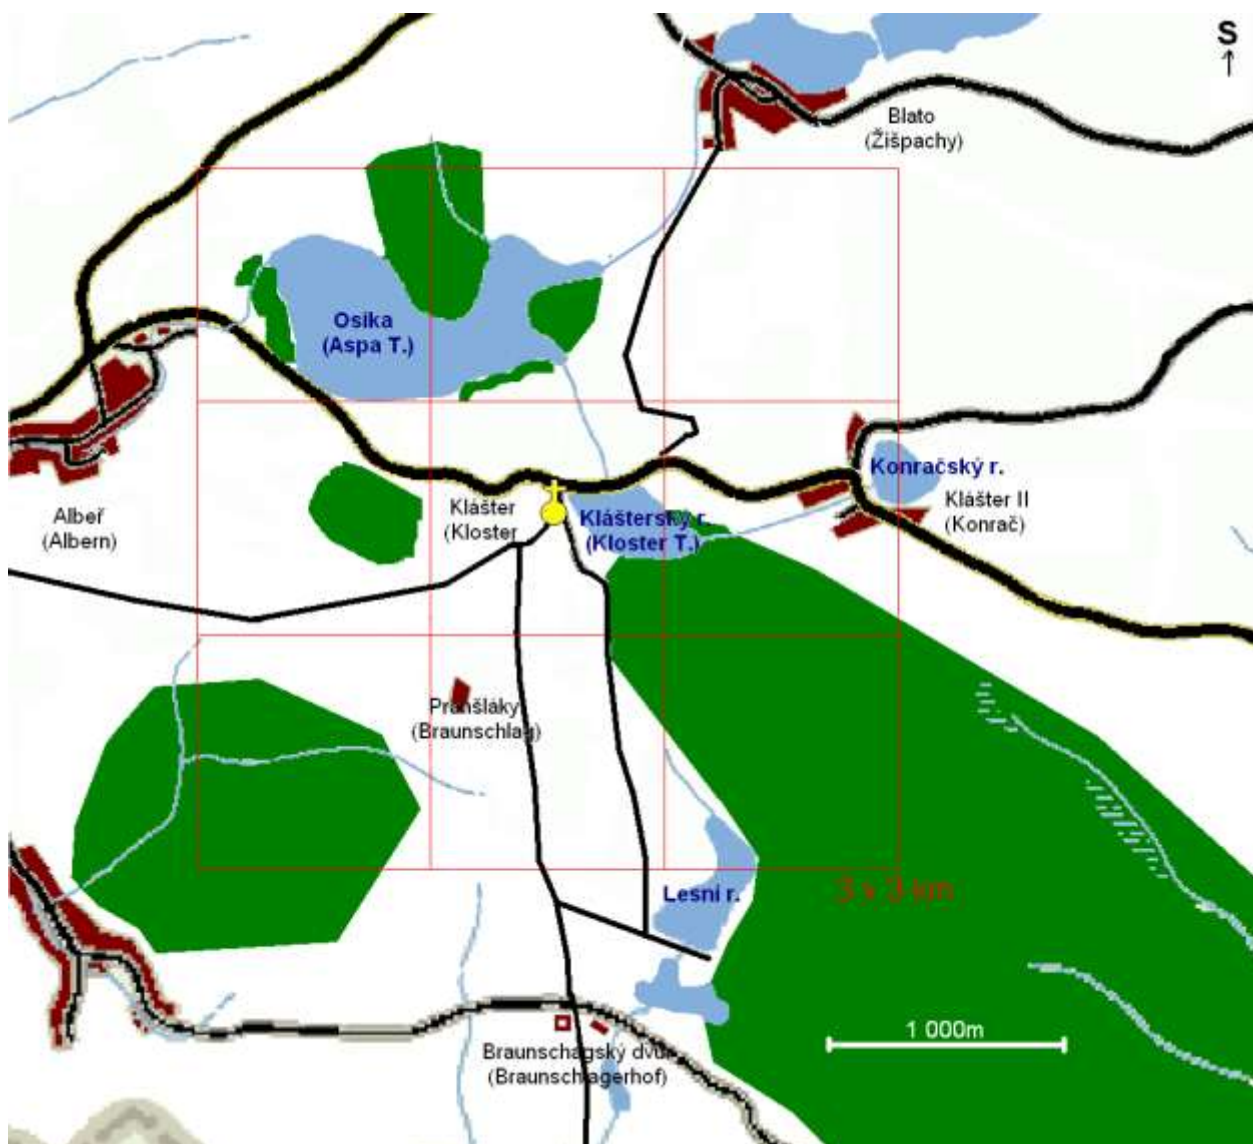 S
Blato
(Žišpachy)
Osika
(Aspa T.)
Konračský r.
Klášter II
(Konrač)
Klášter
(Kloster
Klášterský r.
(Kloster T.)
Albeř
(Albern)
Pranšláky
(Braunschlag)
Lesní r.
3 x 3 km
1 000m
Braunschagský dvůr
(Braunschlagerhof)